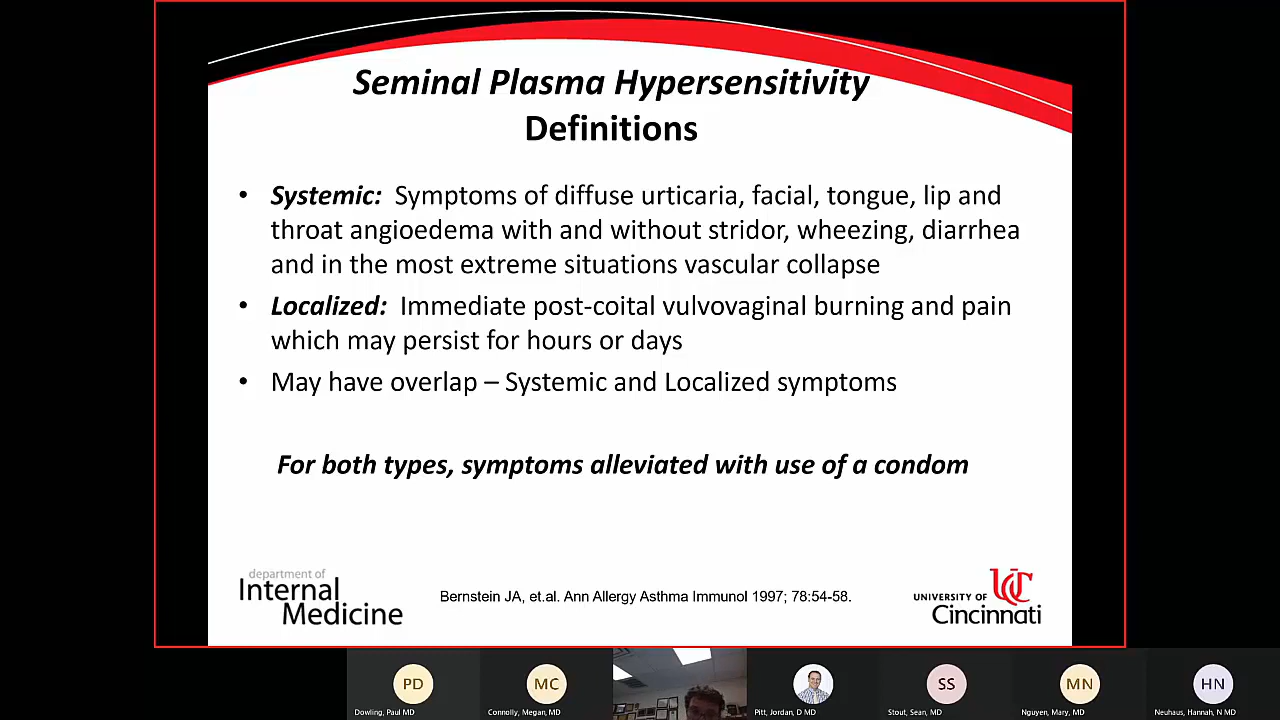 Seminal Plasma Hypersensitivity
Definitions
• Systemic: Symptoms of diffuse urticaria, facial, tongue, lip and
throat angioedema with and without stridor, wheezing, diarrhea
and in the most extreme situations vascular collapse
• Localized: Immediate post-coital vulvovaginal burning and pain
which may persist for hours or days
• May have overlap – Systemic and Localized symptoms
For both types, symptoms alleviated with use of a condom
department of
Internal
Medicine
Bernstein JA, et.al. Ann Allergy Asthma Immunol 1997; 78:54-58.
UC
UNIVERSITY OF
Cincinnati
PD
MC
SS
MN
HN
Dowling, Paul MD
Connolly, Megan, MD
Pitt, Jordan, D MD
Stout, Sean, MD
Nguyen, Mary, MD
Neuhaus, Hannah, N MD